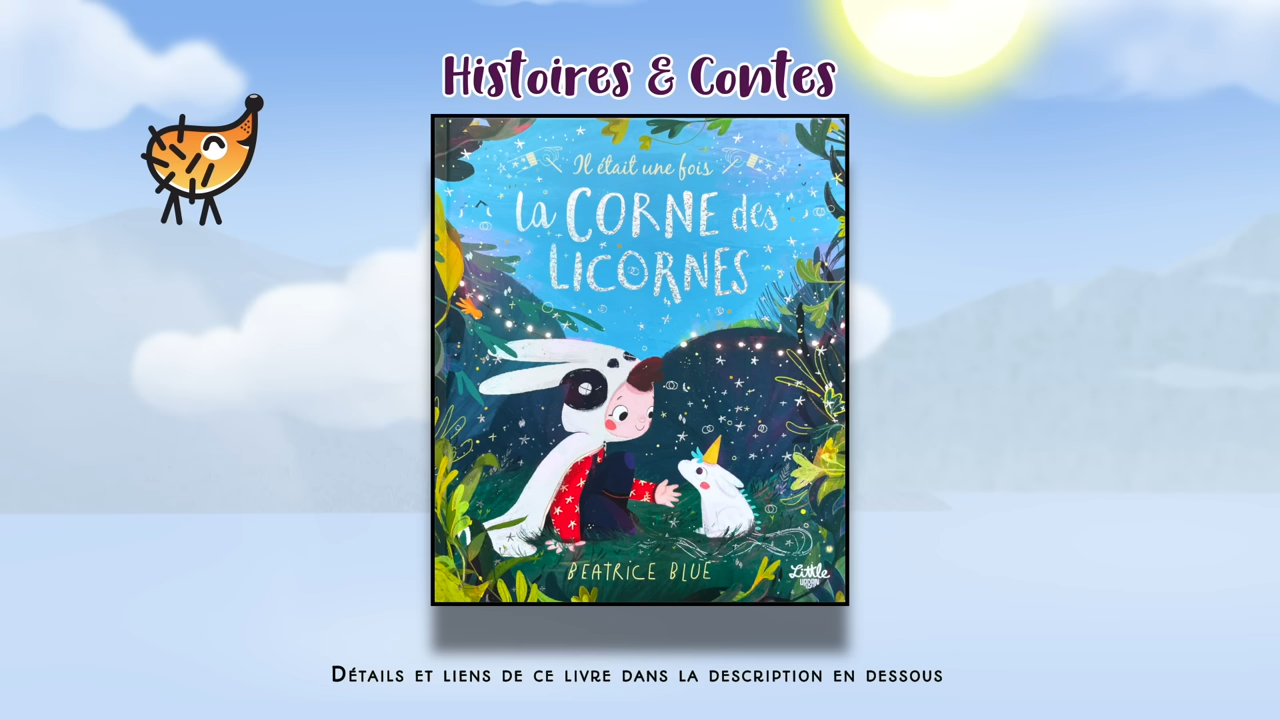 Histoires & Contes
Il était une fois
la CORNE des
LICORNES
BEATRICE BLUE
Little
URBAN
Détails et liens de ce livre dans la description en dessous